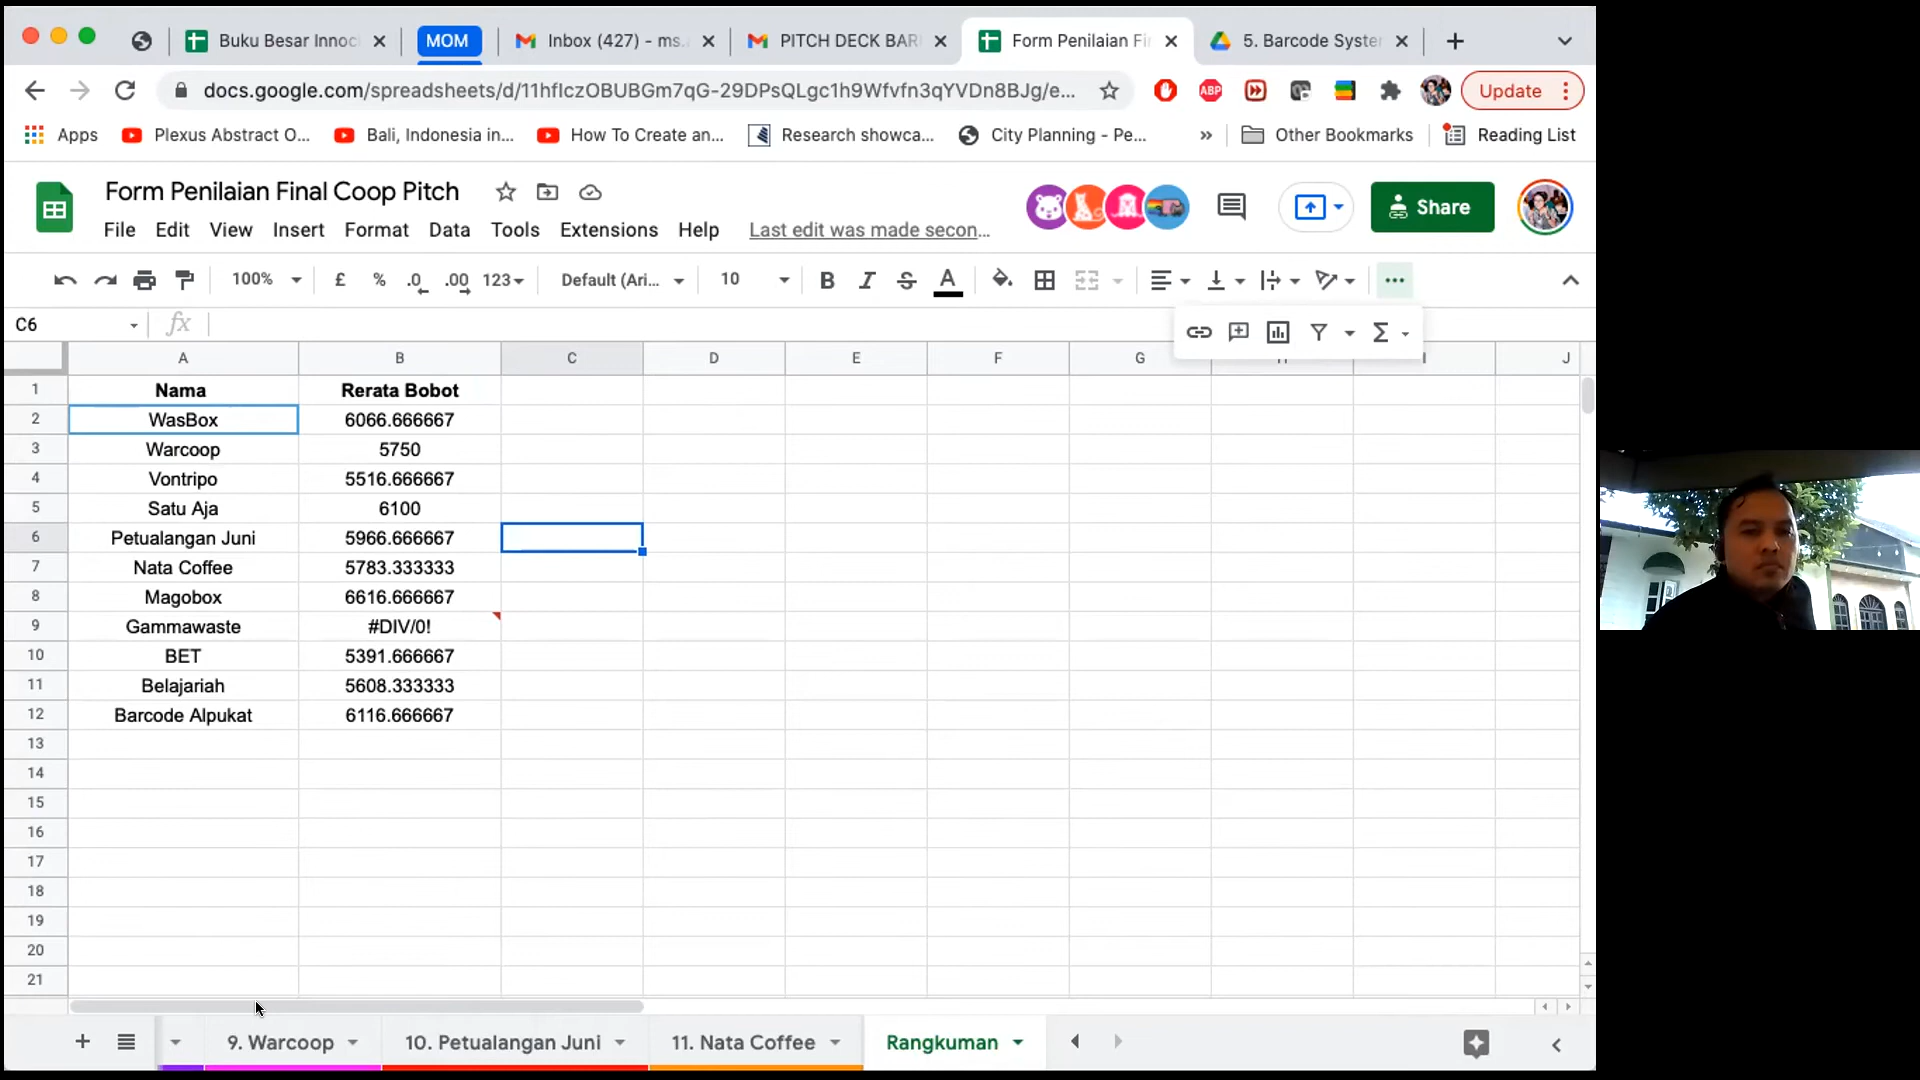 Buku Besar Innoc
MOM
Inbox (427) - ms.
PITCH DECK BAR
Form Penilaian Fi
5. Barcode Syste
docs.google.com/spreadsheets/d/11hfIczOBUBGm7qG-29DPsQLgc1h9Wfvfn3qYVDn8BJg/e...
ABP
Update
Apps
Plexus Abstract O...
Bali, Indonesia in...
How To Create an...
Research showca...
City Planning - Pe...
»
Other Bookmarks
Reading List
Form Penilaian Final Coop Pitch
Share
File Edit View Insert Format Data Tools Extensions Help Last edit was made secon...
100% £ % .0 .00 123 Default (Ari... 10 B I S A
C6 fx
A B C D E F G J
1 Nama Rerata Bobot
2 WasBox 6066.666667
3 Warcoop 5750
4 Vontripo 5516.666667
5 Satu Aja 6100
6 Petualangan Juni 5966.666667
7 Nata Coffee 5783.333333
8 Magobox 6616.666667
9 Gammawaste #DIV/0!
10 BET 5391.666667
11 Belajariah 5608.333333
12 Barcode Alpukat 6116.666667
13
14
15
16
17
18
19
20
21
9. Warcoop 10. Petualangan Juni 11. Nata Coffee Rangkuman